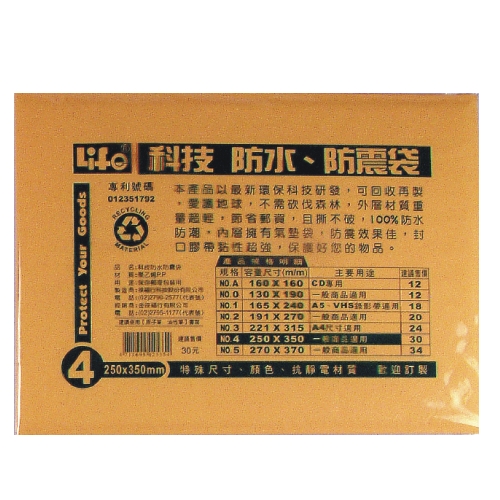 Life® 科技 防水、防震袋
專利號碼
012351792
RECYCLING
MATERIAL
本產品以最新環保科技研發，可回收再製
，愛護地球，不需砍伐森林，外層材質重
量超輕，節省郵資，且撕不破，100%防水
防潮，內層擁有氣墊袋，防震效果佳，封
口膠帶黏性超強，保護好您的物品。
Protect Your Goods
品名：科技防水防震袋
建議售價
30元
產品規格明細
規格 容量尺寸(m/m) 主要用途 建議售價
NO.A 160 X 160 CD專用 12
NO.0 130 X 190 一般商品適用 12
NO.1 165 X 240 A5、VHS錄影帶適用 18
NO.2 191 X 270 一般商品適用 20
NO.3 221 X 315 A4尺寸適用 24
NO.4 250 X 350 一般商品適用 30
NO.5 270 X 370 一般商品適用 34
4
250x350mm
特殊尺寸、顏色、抗靜電材質 歡迎訂製